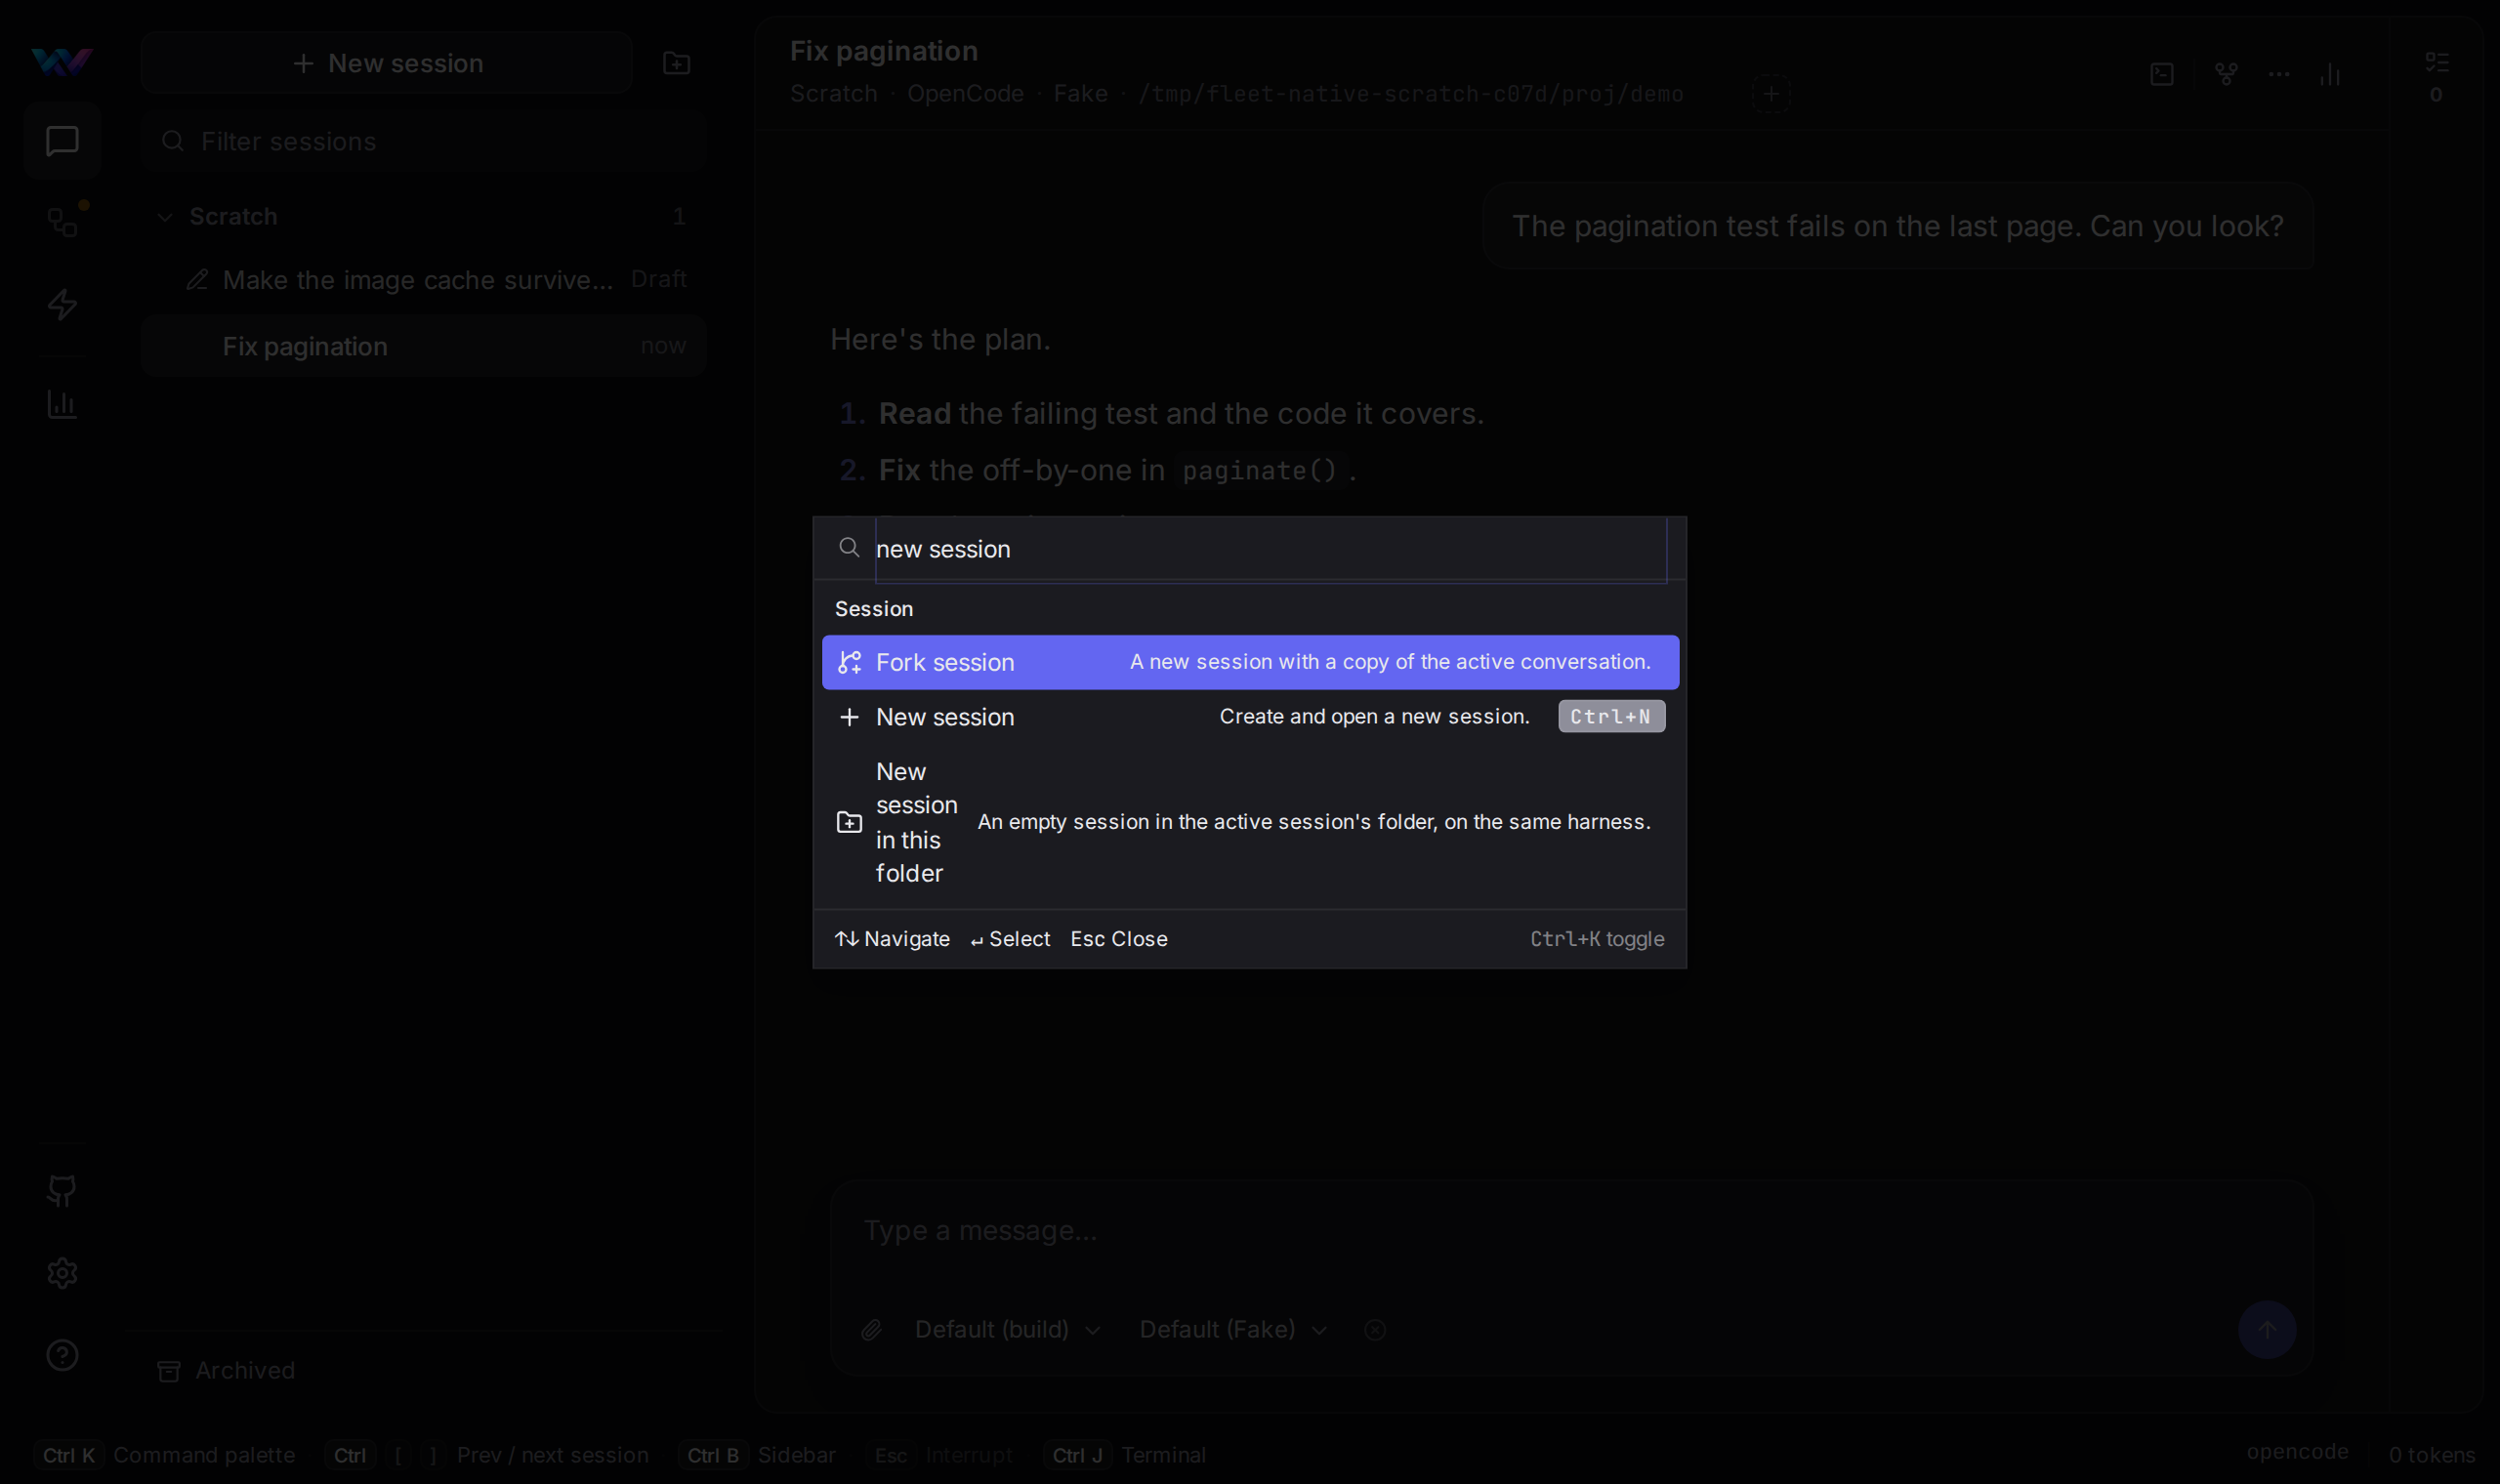 New session
Filter sessions
Scratch 1
Make the image cache survive... Draft
Fix pagination now
Archived
Fix pagination
Scratch · OpenCode · Fake · /tmp/fleet-native-scratch-c07d/proj/demo
0
The pagination test fails on the last page. Can you look?
Here's the plan.
1. Read the failing test and the code it covers.
2. Fix the off-by-one in paginate().
new session
Session
Fork session A new session with a copy of the active conversation.
New session Create and open a new session. Ctrl+N
New
session
in this
folder
An empty session in the active session's folder, on the same harness.
↑↓ Navigate ↵ Select Esc Close Ctrl+K toggle
Type a message...
Default (build) Default (Fake)
Ctrl K Command palette Ctrl [ ] Prev / next session Ctrl B Sidebar Esc Interrupt Ctrl J Terminal opencode 0 tokens